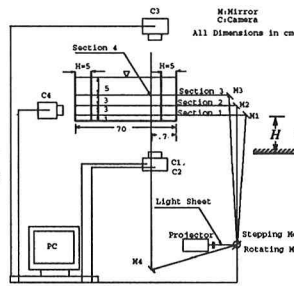 C3
M:Mirror
C:Camera
All Dimensions in cm
Section 4
H=5
H=5
C4
5
3
3
Section 3
Section 2
Section 1
M3
M2
M1
70
.7
H
C1,
C2
Light Sheet
Projector
Stepping Mo
Rotating M
PC
M4